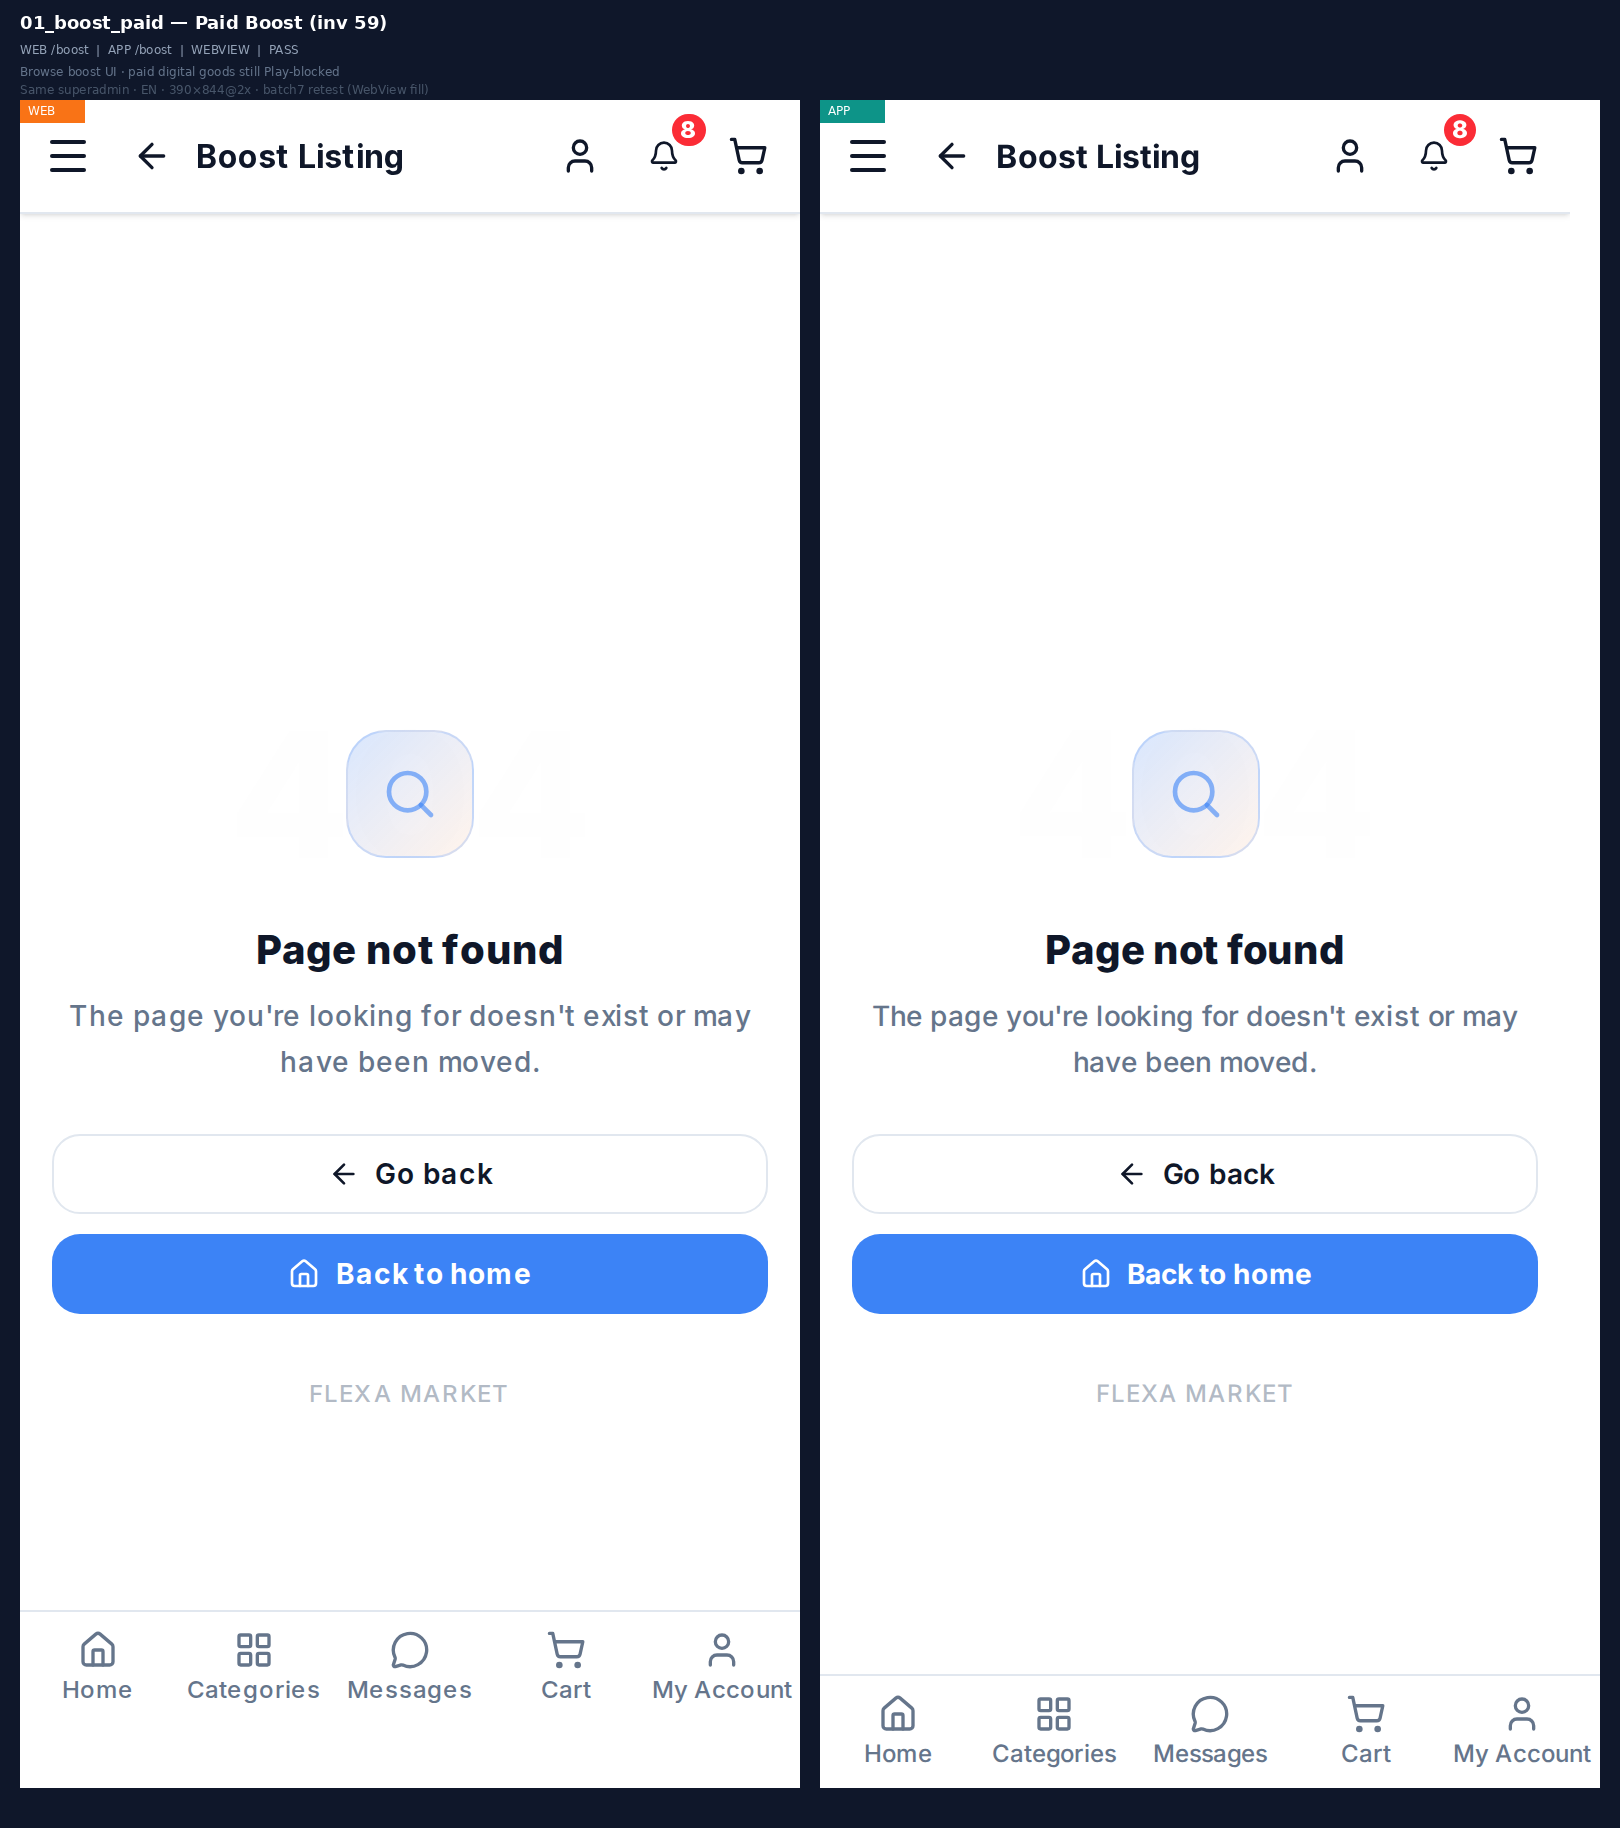 01_boost_paid — Paid Boost (inv 59)
WEB /boost | APP /boost | WEBVIEW | PASS
Browse boost UI · paid digital goods still Play-blocked
Same superadmin · EN · 390×844@2x · batch7 retest (WebView fill)
WEB
Boost Listing
8
4 4
Page not found
The page you're looking for doesn't exist or may
have been moved.
Go back
Back to home
FLEXA MARKET
Home Categories Messages Cart My Account
APP
Boost Listing
8
4 4
Page not found
The page you're looking for doesn't exist or may
have been moved.
Go back
Back to home
FLEXA MARKET
Home Categories Messages Cart My Account